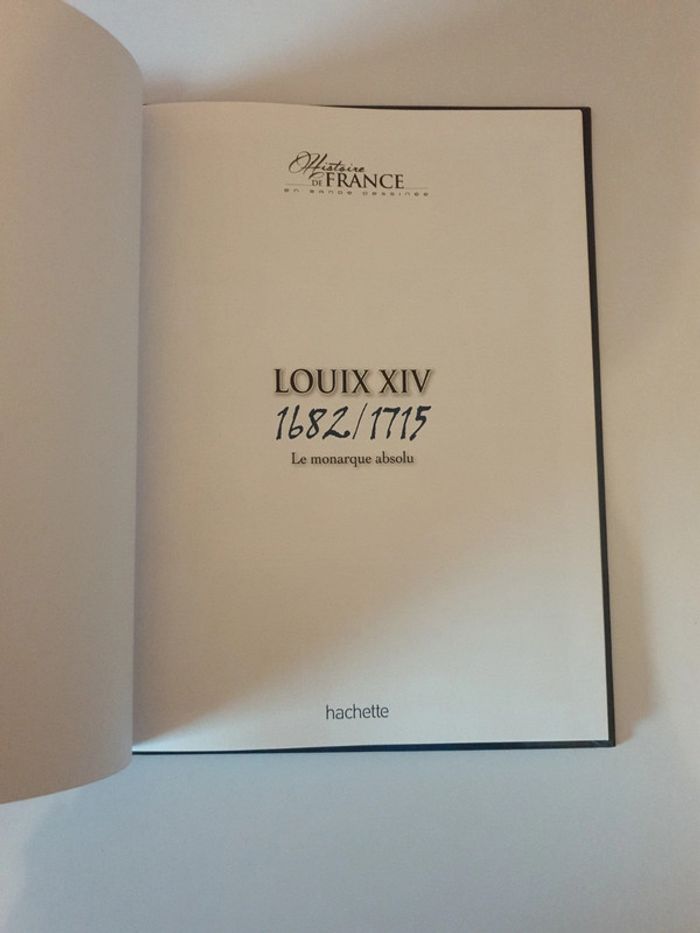 Histoire
DE FRANCE
en bande dessinée
LOUIX XIV
1682/1715
Le monarque absolu
hachette